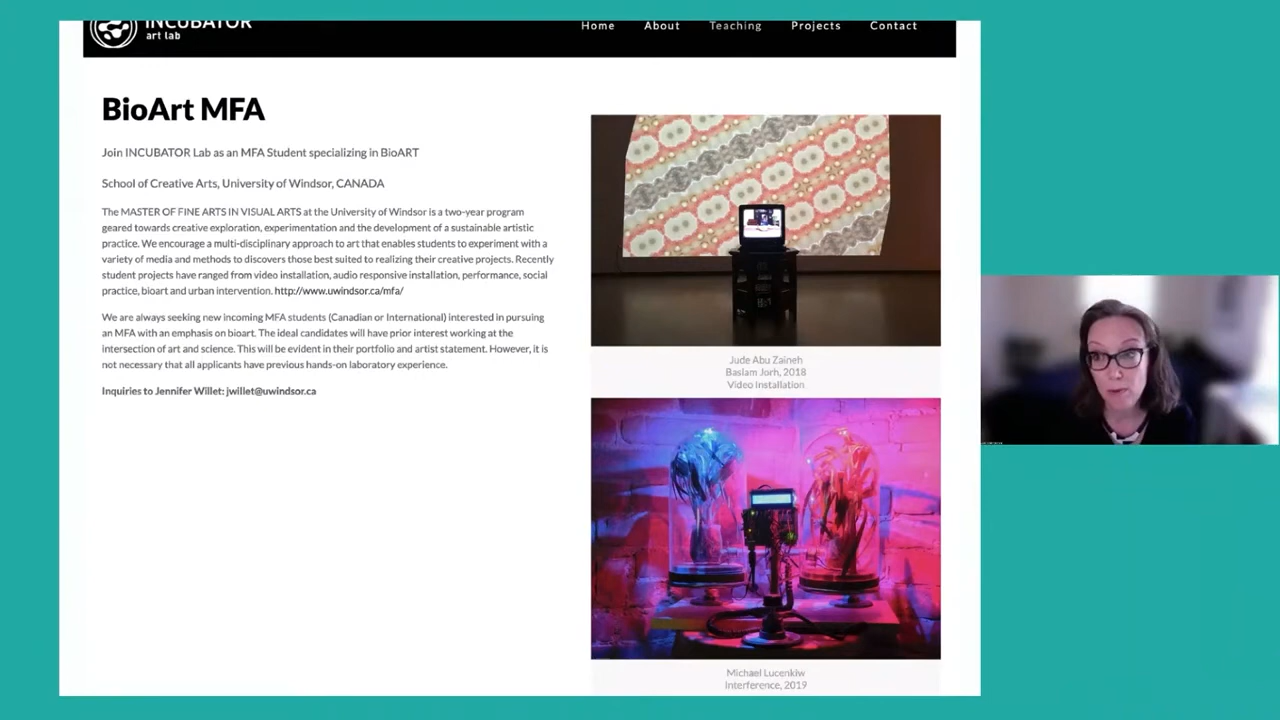 INCUBATOR
art lab
Home
About
Teaching
Projects
Contact
BioArt MFA
Join INCUBATOR Lab as an MFA Student specializing in BioART
School of Creative Arts, University of Windsor, CANADA
The MASTER OF FINE ARTS IN VISUAL ARTS at the University of Windsor is a two-year program
geared towards creative exploration, experimentation and the development of a sustainable artistic
practice. We encourage a multi-disciplinary approach to art that enables students to experiment with a
variety of media and methods to discovers those best suited to realizing their creative projects. Recently
student projects have ranged from video installation, audio responsive installation, performance, social
practice, bioart and urban intervention. http://www.uwindsor.ca/mfa/
We are always seeking new incoming MFA students (Canadian or International) interested in pursuing
an MFA with an emphasis on bioart. The ideal candidates will have prior interest working at the
intersection of art and science. This will be evident in their portfolio and artist statement. However, it is
not necessary that all applicants have previous hands-on laboratory experience.
Inquiries to Jennifer Willet: jwillet@uwindsor.ca
Jude Abu Zaineh
Baslam Jorh, 2018
Video Installation
Michael Lucenkiw
Interference, 2019